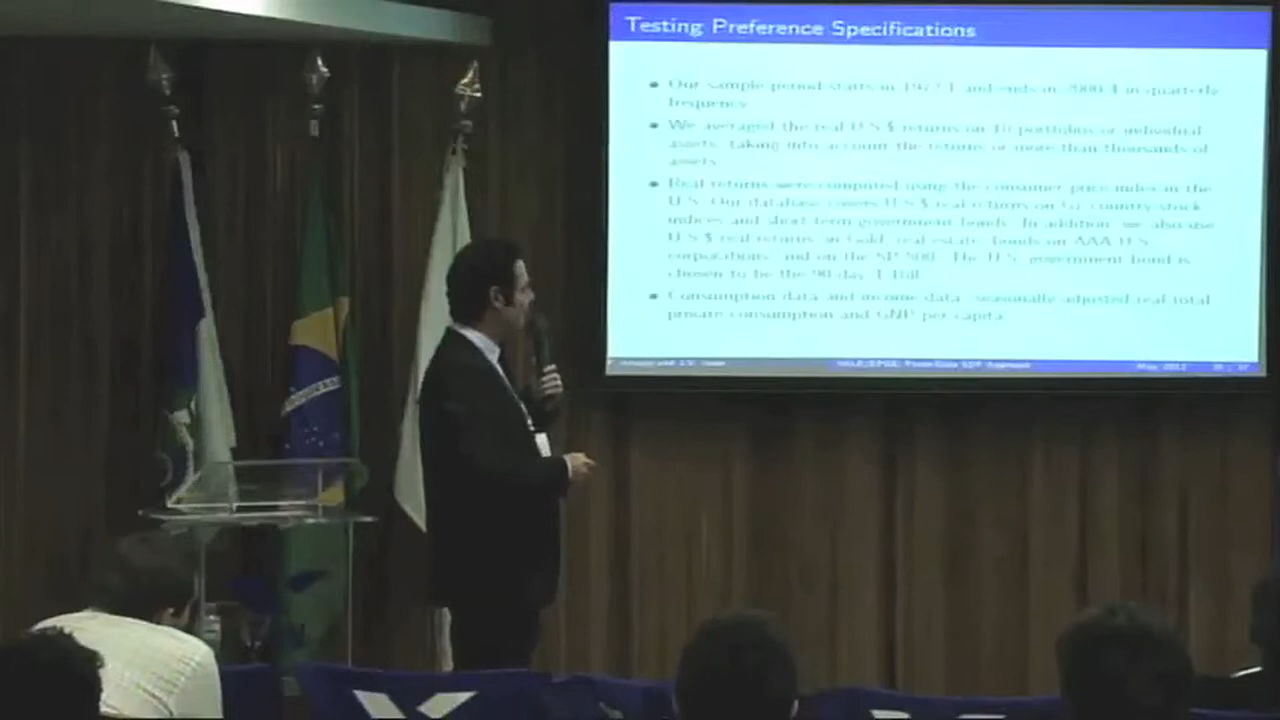 Testing Preference Specifications
Our sample period starts in 1972.1 and ends in 2000.4 in quarterly
frequency.
We averaged the real U.S.$ returns on 18 portfolios or individual
assets, taking into account the returns of more than thousands of
assets.
Real returns were computed using the consumer price index in the
U.S. Our database covers U.S.$ real returns on G7-country stock
indices and short-term government bonds. In addition, we also use
U.S.$ real returns on Gold, real estate, bonds on AAA U.S.
corporations, and on the SP 500. The U.S. government bond is
chosen to be the 90-day T-Bill.
Consumption data and income data: seasonally adjusted real total
private consumption and GNP per capita.
May, 2012